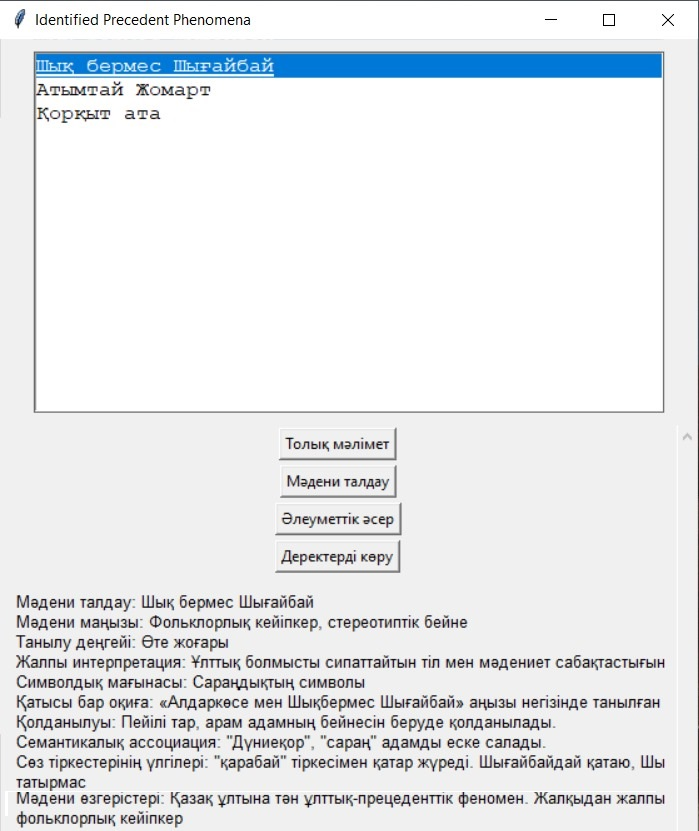 Identified Precedent Phenomena
Шық бермес Шығайбай
Атымтай Жомарт
Қорқыт ата
Толық мәлімет
Мәдени талдау
Әлеуметтік әсер
Деректерді көру
Мәдени талдау: Шық бермес Шығайбай
Мәдени маңызы: Фольклорлық кейіпкер, стереотиптік бейне
Танылу деңгейі: Өте жоғары
Жалпы интерпретация: Ұлттық болмысты сипаттайтын тіл мен мәдениет сабақтастығын
Символдық мағынасы: Сараңдықтың символы
Қатысы бар оқиға: «Алдаркөсе мен Шықбермес Шығайбай» аңызы негізінде танылған
Қолданылуы: Пейілі тар, арам адамның бейнесін беруде қолданылады.
Семантикалық ассоциация: "Дүниеқор", "сараң" адамды еске салады.
Сөз тіркестерінің үлгілері: "қарабай" тіркесімен қатар жүреді. Шығайбайдай қатаю, Шы
татырмас
Мәдени өзгерістері: Қазақ ұлтына тән ұлттық-прецеденттік феномен. Жалқыдан жалпы
фольклорлық кейіпкер